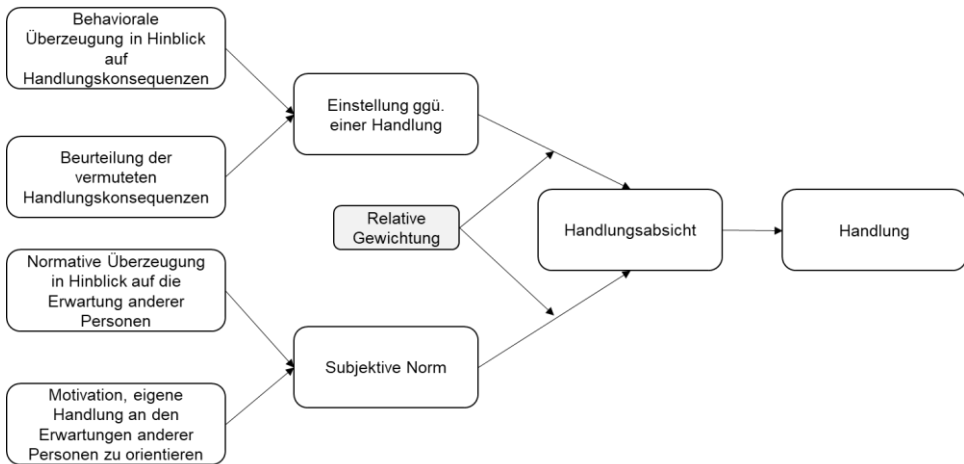 Behaviorale
Überzeugung in Hinblick
auf
Handlungskonsequenzen
Beurteilung der
vermuteten
Handlungskonsequenzen
Normative Überzeugung
in Hinblick auf die
Erwartung anderer
Personen
Motivation, eigene
Handlung an den
Erwartungen anderer
Personen zu orientieren
Einstellung ggü.
einer Handlung
Relative
Gewichtung
Subjektive Norm
Handlungsabsicht
Handlung